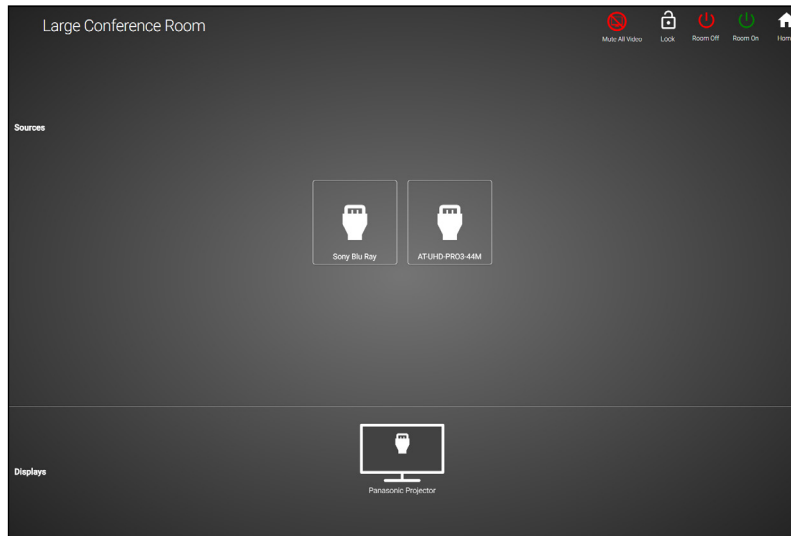 Large Conference Room
Mute All Video
Lock
Room Off
Room On
Hom
Sources
Sony Blu Ray
AT-UHD-PRO3-44M
Displays
Panasonic Projector